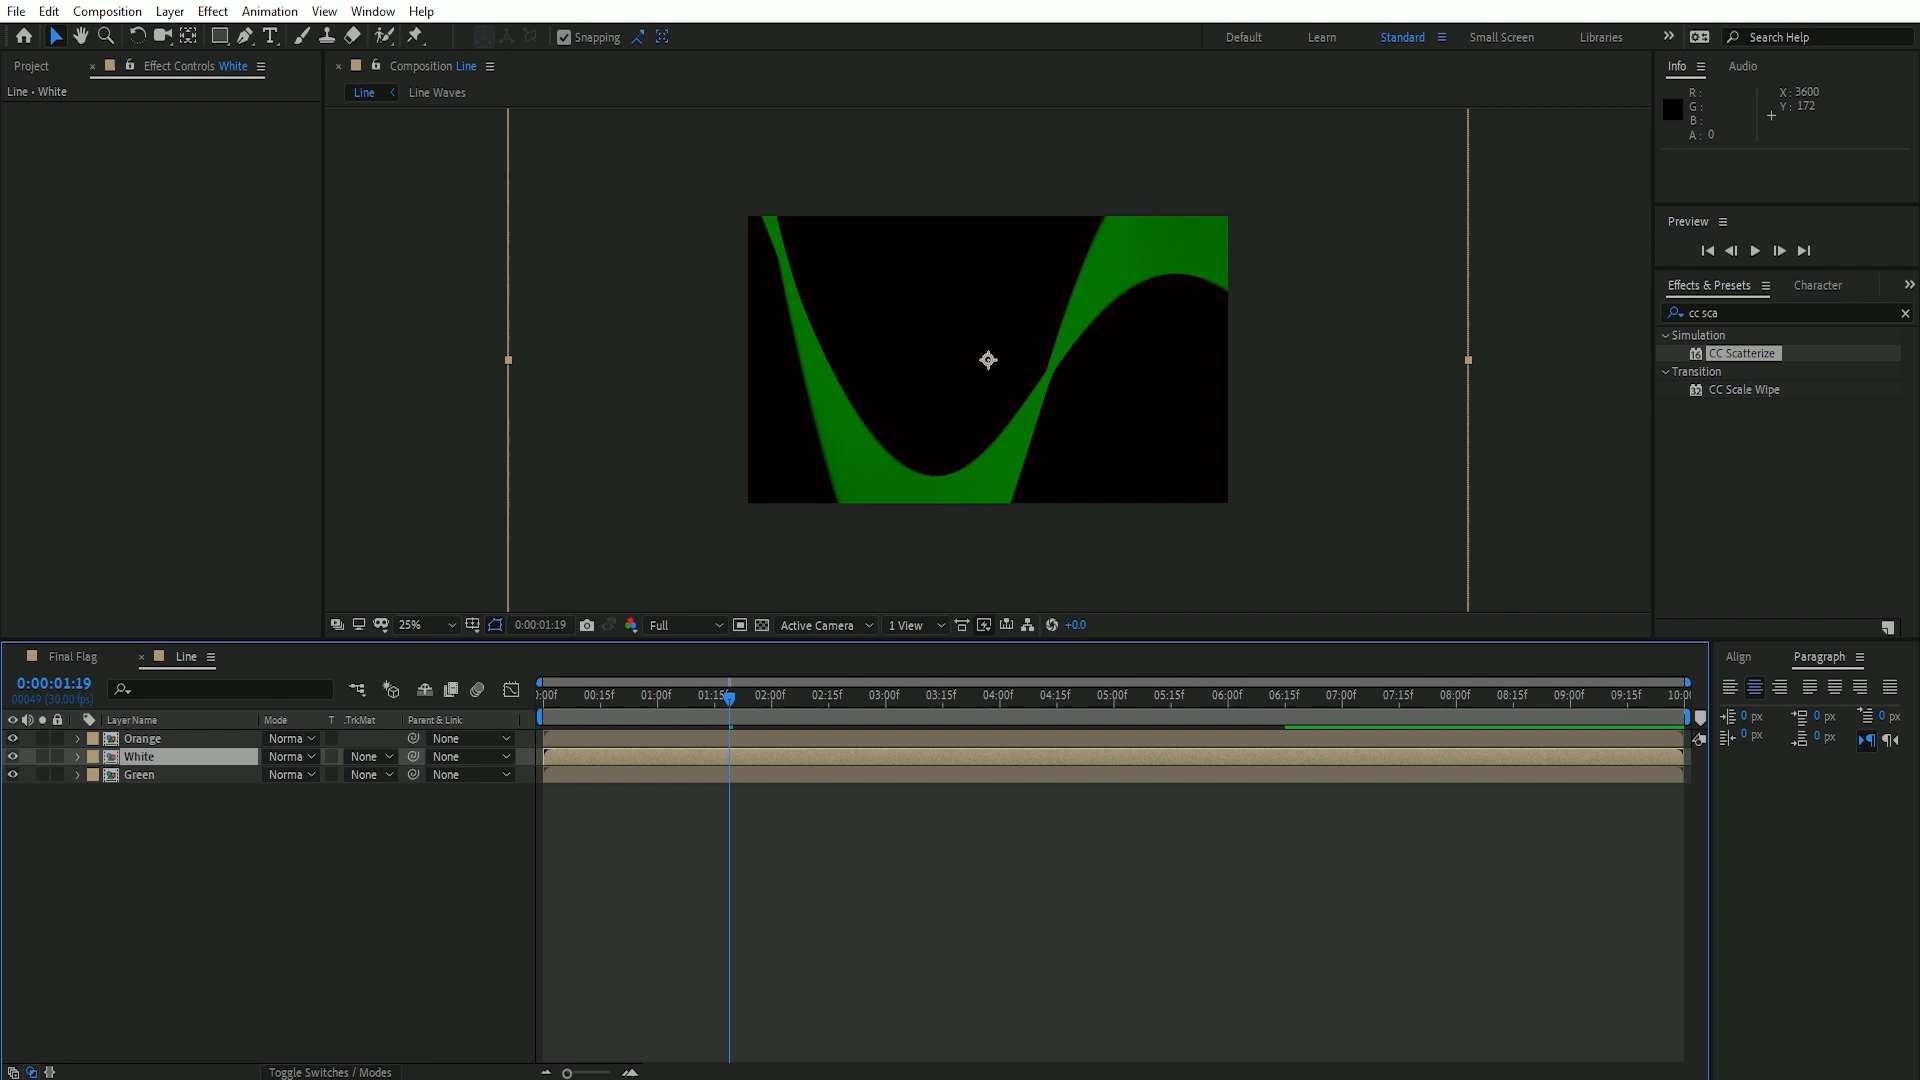 File Edit Composition Layer Effect Animation View Window Help
Snapping Default Learn Standard Small Screen Libraries Search Help
Project Effect Controls White Composition Line Info Audio
Line • White
Line Line Waves
R: X: 3600
G: Y: 172
B:
A: 0
Preview
Effects & Presets Character
cc sca
Simulation
16 CC Scatterize
Transition
32 CC Scale Wipe
25% 0:00:01:19 Full Active Camera 1 View +0.0
Final Flag Line Align Paragraph
0:00:01:19
00049 (30.00 fps)
):00f 00:15f 01:00f 01:15f 02:00f 02:15f 03:00f 03:15f 04:00f 04:15f 05:00f 05:15f 06:00f 06:15f 07:00f 07:15f 08:00f 08:15f 09:00f 09:15f 10:0
0 px 0 px 0 px
0 px 0 px
Layer Name Mode T .TrkMat Parent & Link
Orange Norma None
White Norma None None
Green Norma None None
Toggle Switches / Modes